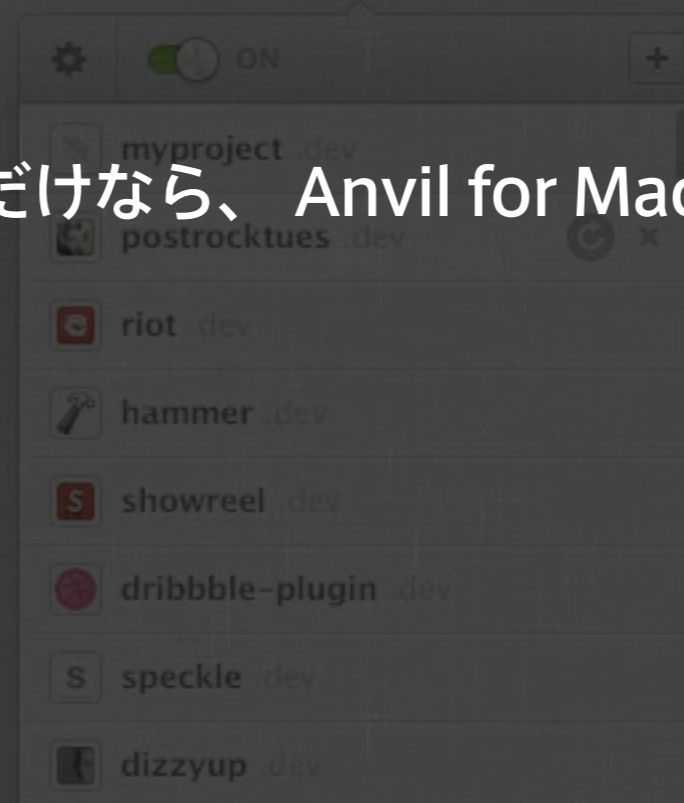 ON
myproject .dev
だけなら、 Anvil for Mac
postrocktues .dev
riot .dev
hammer .dev
showreel .dev
dribbble-plugin .dev
S speckle .dev
dizzyup .dev